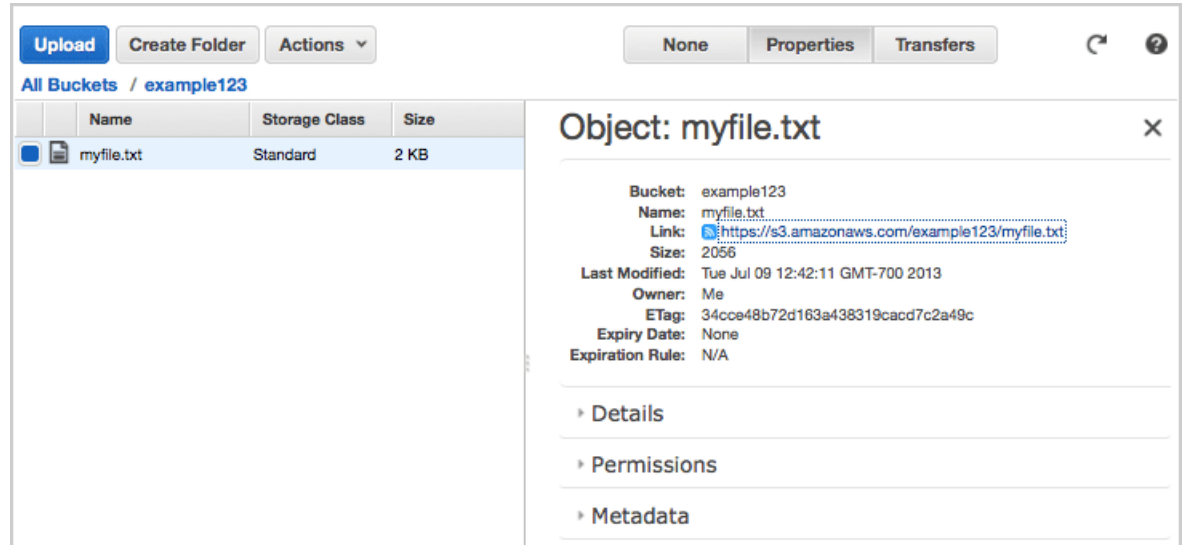 Upload Create Folder Actions None Properties Transfers
All Buckets / example123
Name Storage Class Size
myfile.txt Standard 2 KB
Object: myfile.txt
Bucket: example123
Name: myfile.txt
Link: https://s3.amazonaws.com/example123/myfile.txt
Size: 2056
Last Modified: Tue Jul 09 12:42:11 GMT-700 2013
Owner: Me
ETag: 34cce48b72d163a438319cacd7c2a49c
Expiry Date: None
Expiration Rule: N/A
Details
Permissions
Metadata